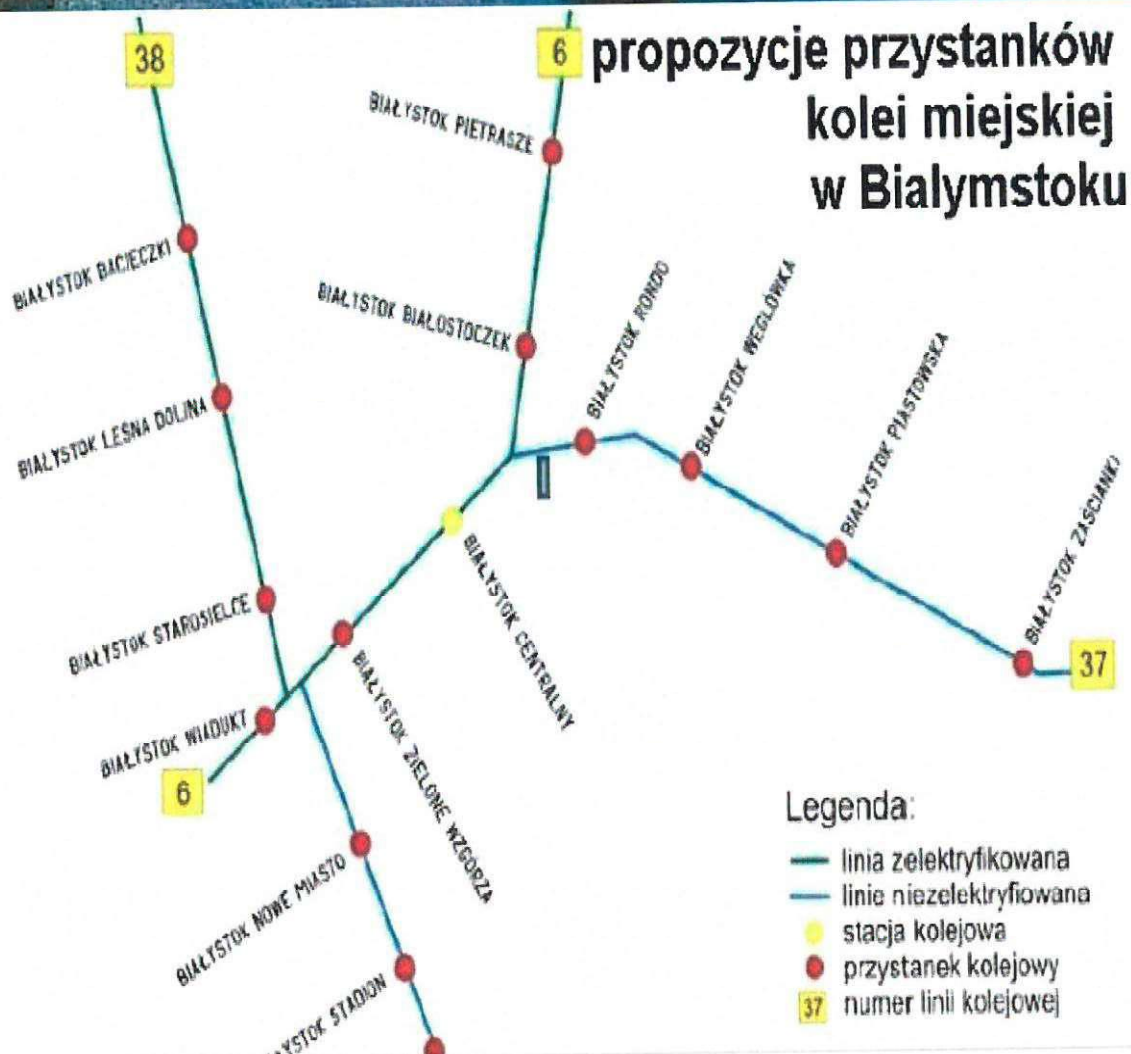 propozycje przystanków
kolei miejskiej
w Bialymstoku
38
6
BIAŁYSTOK PIETRASZE
BIAŁYSTOK BACIECZKI
BIAŁYSTOK BIAŁOSTOCZEK
BIAŁYSTOK RONDO
BIAŁYSTOK WĘGLÓWKA
BIAŁYSTOK LEŚNA DOLINA
BIAŁYSTOK PIASTOWSKA
BIAŁYSTOK ZAŚCIANKI
BIAŁYSTOK CENTRALNY
BIAŁYSTOK STAROSIELCE
37
BIAŁYSTOK WIADUKT
BIAŁYSTOK ZIELONE WZGÓRZA
6
BIAŁYSTOK NOWE MIASTO
STADION
Legenda:
linia zelektryfikowana
linie niezelektryfiowana
stacja kolejowa
przystanek kolejowy
37 numer linii kolejowej